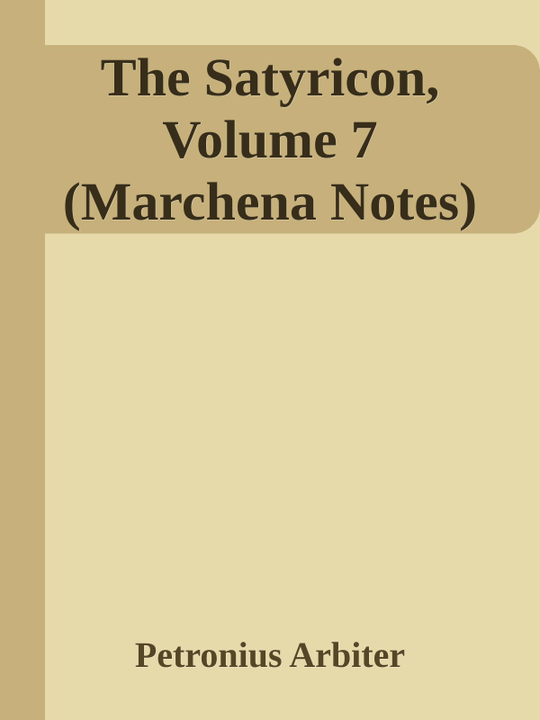 The Satyricon,
Volume 7
(Marchena Notes)
Petronius Arbiter